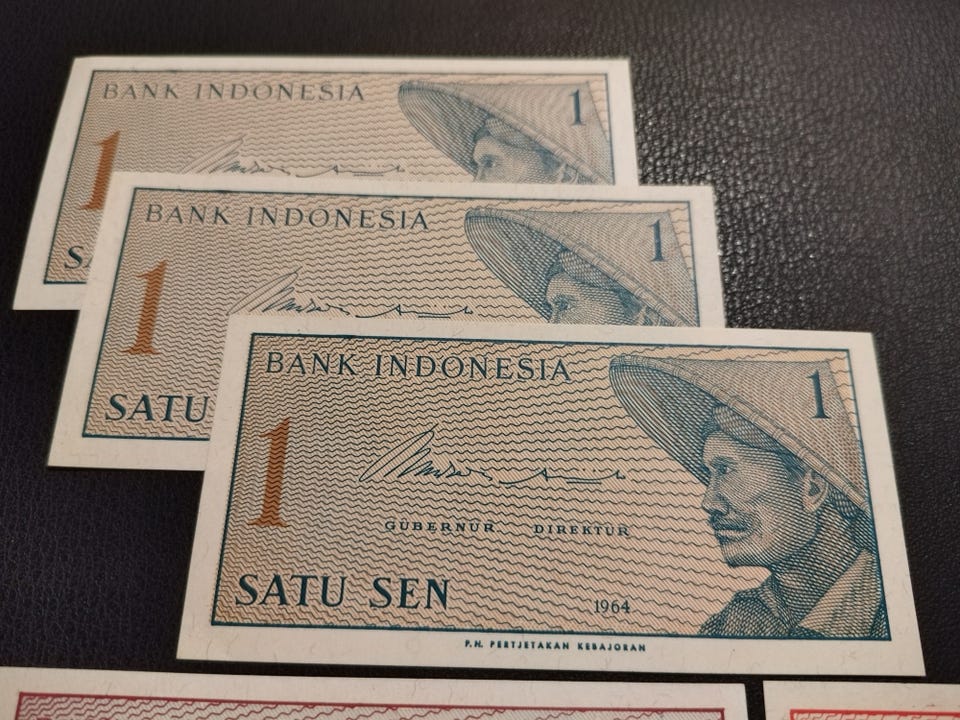 BANK INDONESIA 1
1
BANK INDONESIA 1
1
SATU
BANK INDONESIA 1
1
GUBERNUR DIREKTUR
SATU SEN 1964
P.N. PERTJETAKAN KEBAJORAN